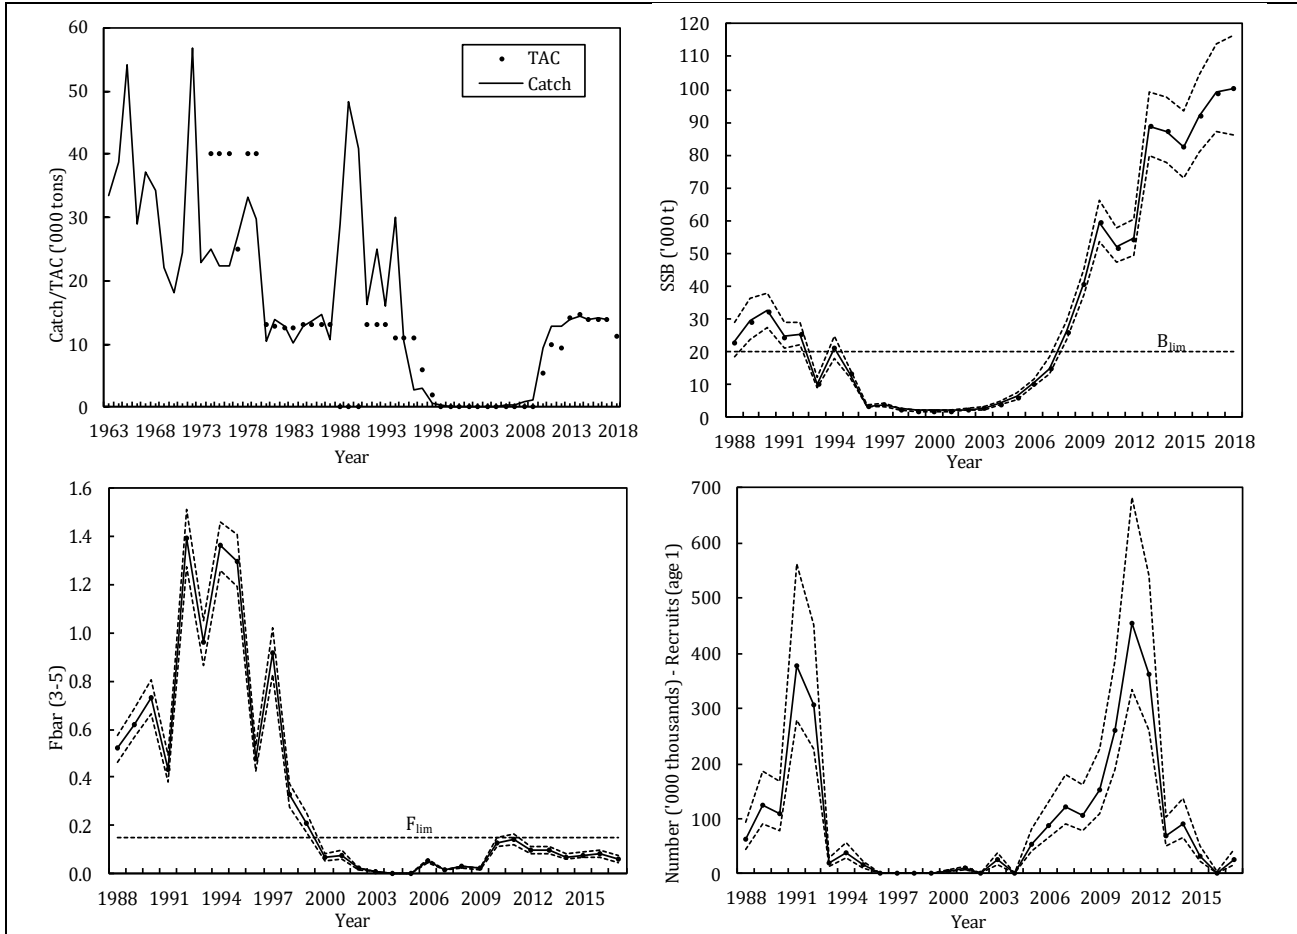 60
50
40
30
20
10
0
Catch/TAC ('000 tons)
TAC
Catch
1963 1968 1973 1978 1983 1988 1993 1998 2003 2008 2013 2018
Year
120
110
100
90
80
70
60
50
40
30
20
10
0
SSB ('000 t)
Blim
1988 1991 1994 1997 2000 2003 2006 2009 2012 2015 2018
Year
1.6
1.4
1.2
1.0
0.8
0.6
0.4
0.2
0.0
Fbar (3-5)
Flim
1988 1991 1994 1997 2000 2003 2006 2009 2012 2015
Year
700
600
500
400
300
200
100
0
Number ('000 thousands) - Recruits (age 1)
1988 1991 1994 1997 2000 2003 2006 2009 2012 2015
Year